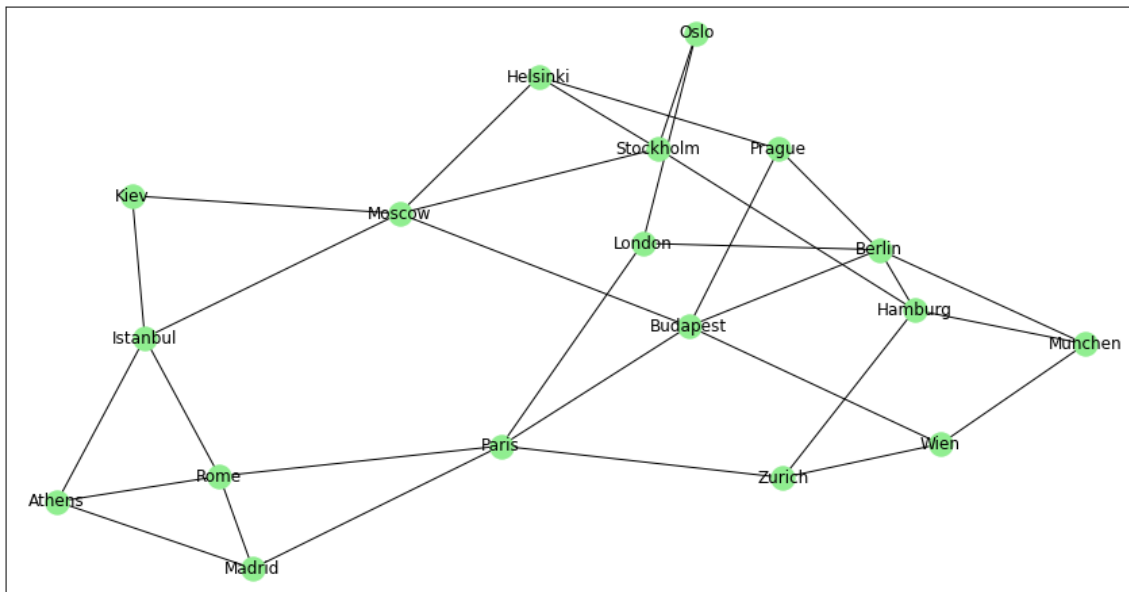 Oslo
Helsinki
Stockholm
Prague
Kiev
Moscow
London
Berlin
Hamburg
Budapest
Istanbul
Munchen
Paris
Wien
Rome
Zurich
Athens
Madrid